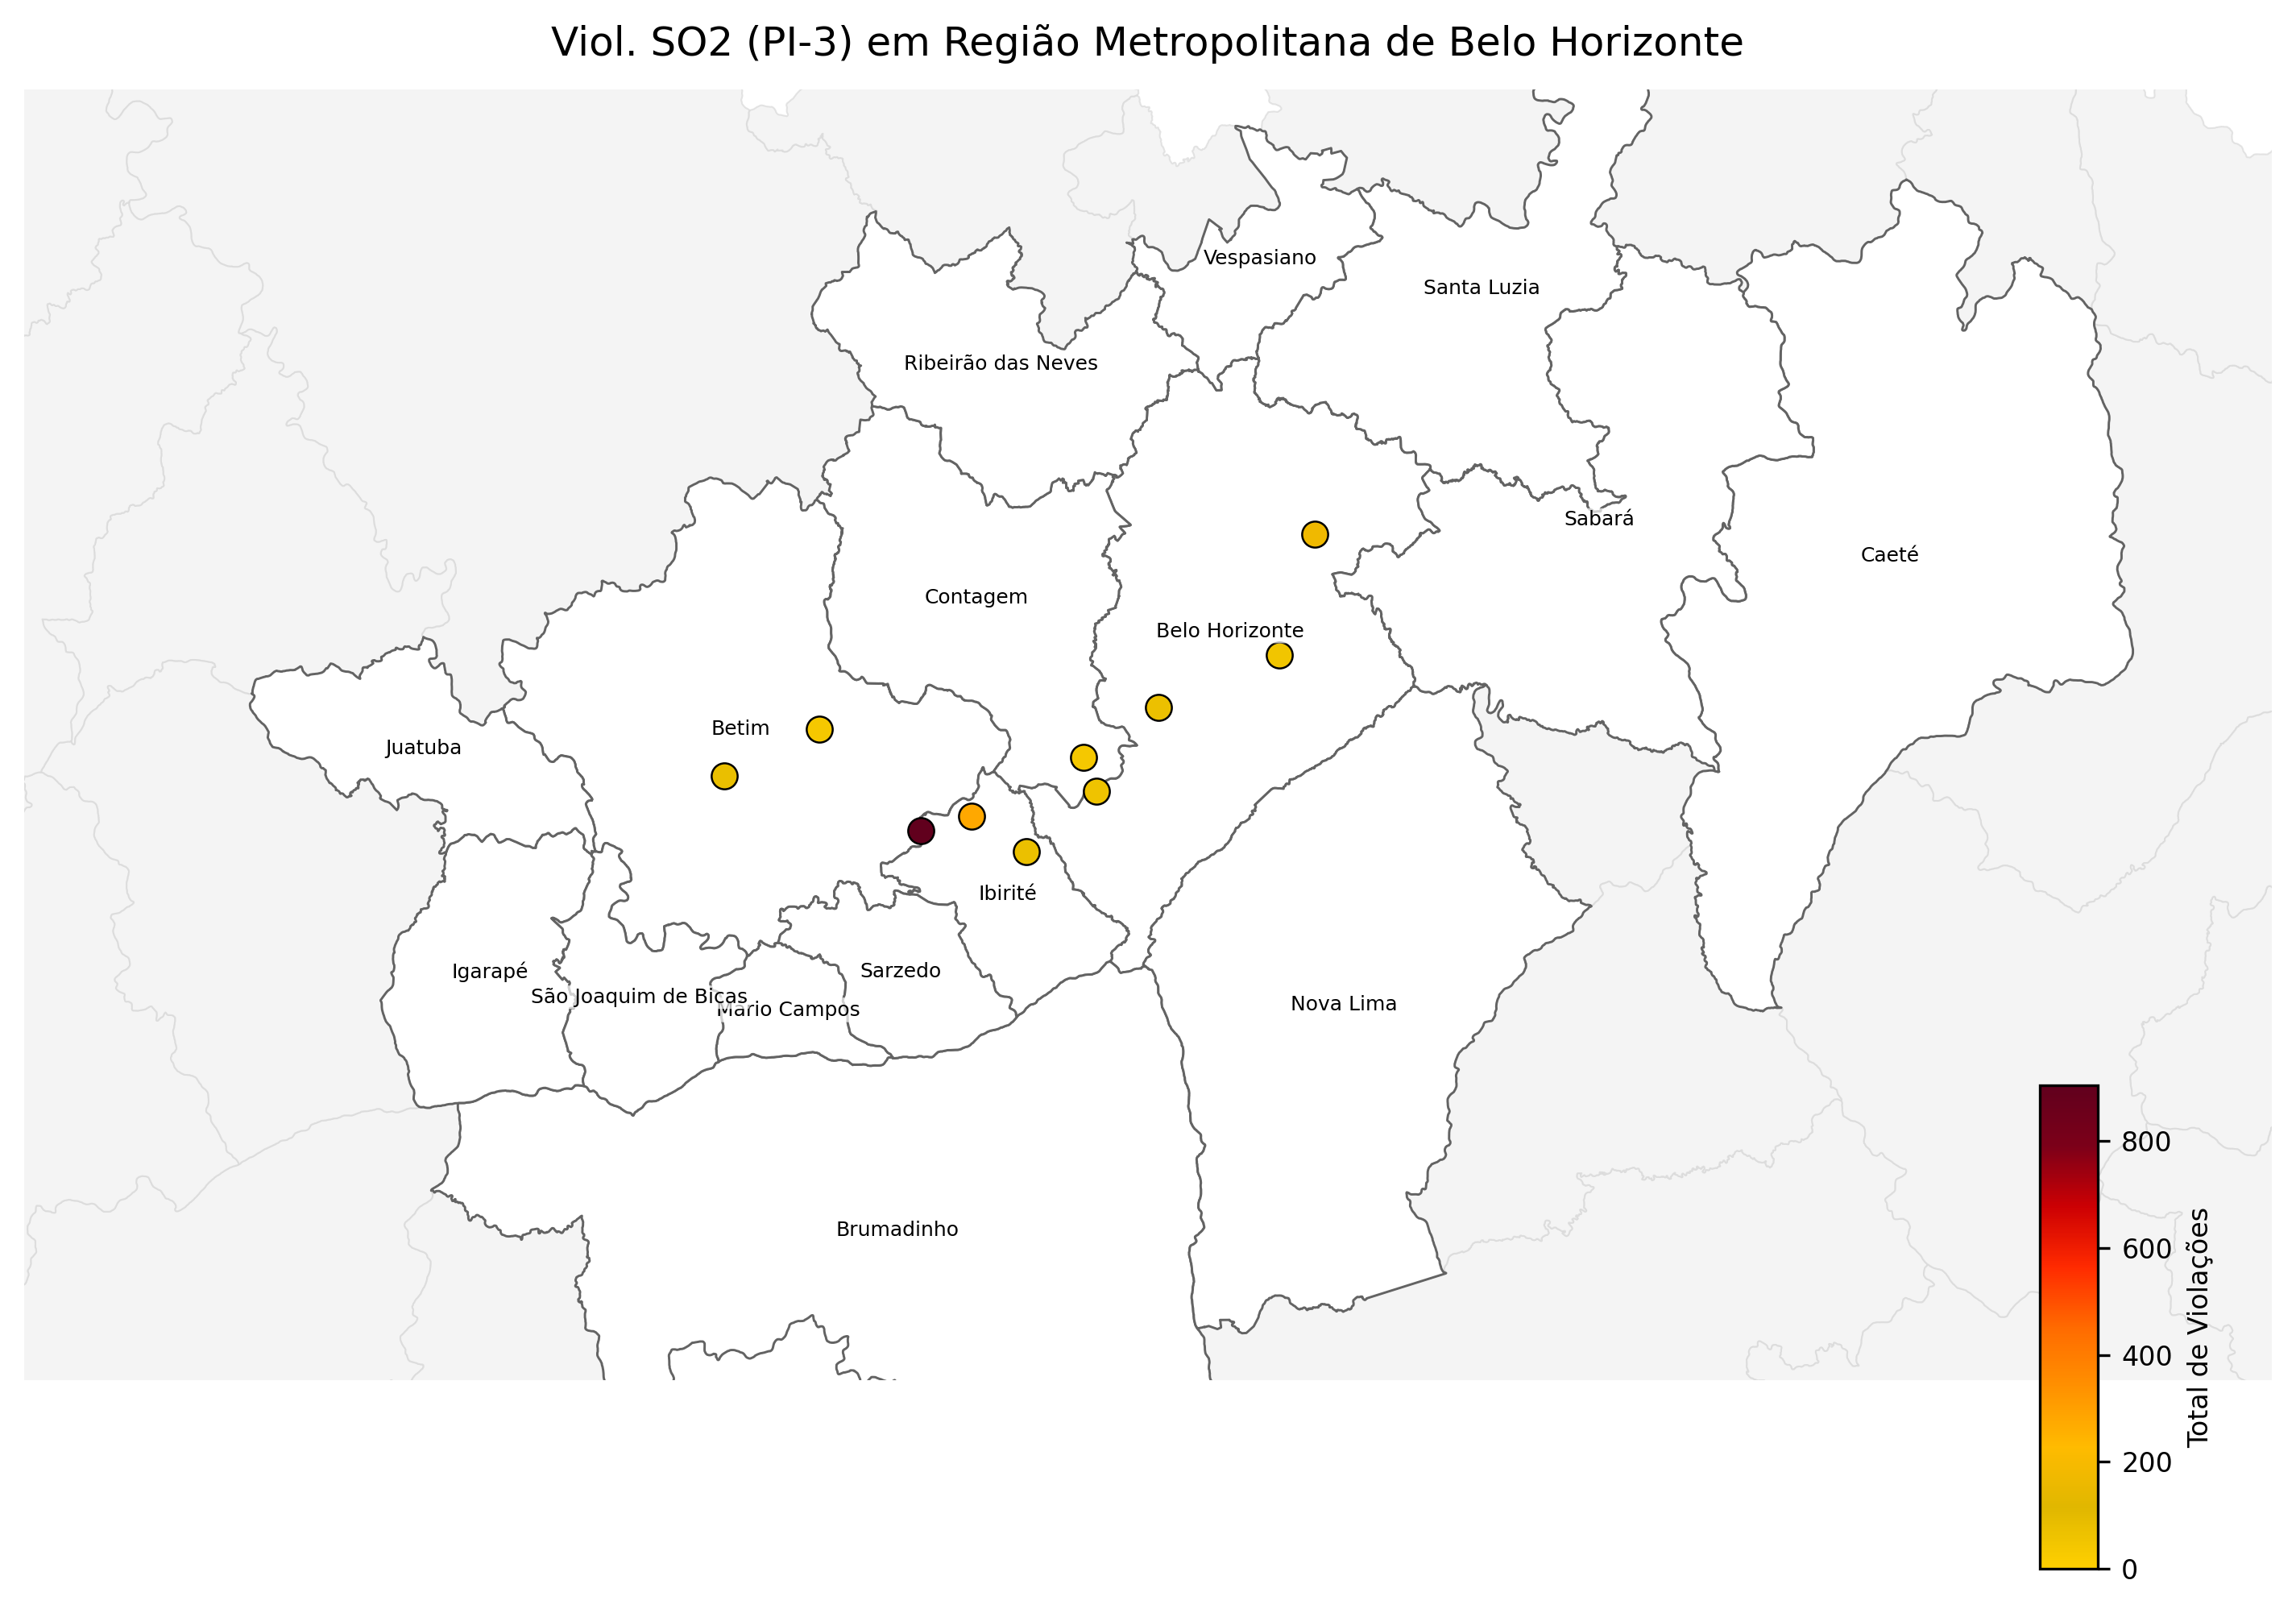 Viol. SO2 (PI-3) em Região Metropolitana de Belo Horizonte
Vespasiano
Santa Luzia
Ribeirão das Neves
Sabará
Caeté
Contagem
Belo Horizonte
Betim
Juatuba
Ibirité
Igarapé
Sarzedo
São Joaquim de Bicas
Mário Campos
Nova Lima
Brumadinho
800
600
400
200
0
Total de Violações